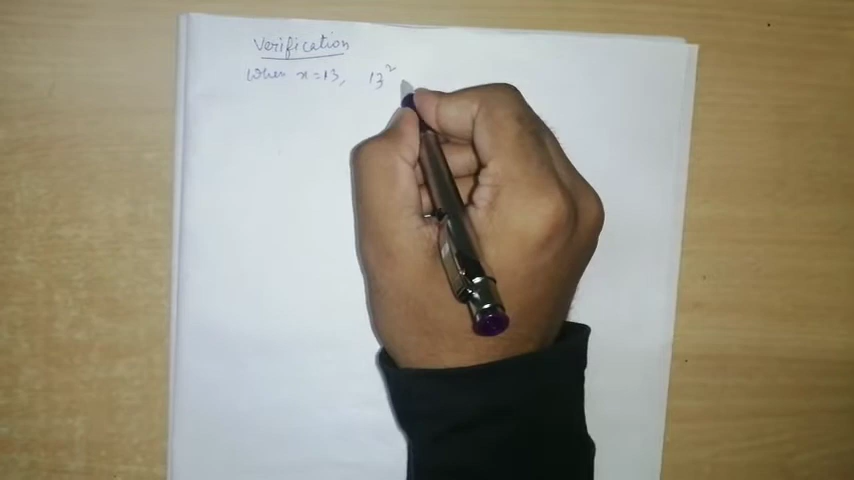 Verification
When x=13, 13²